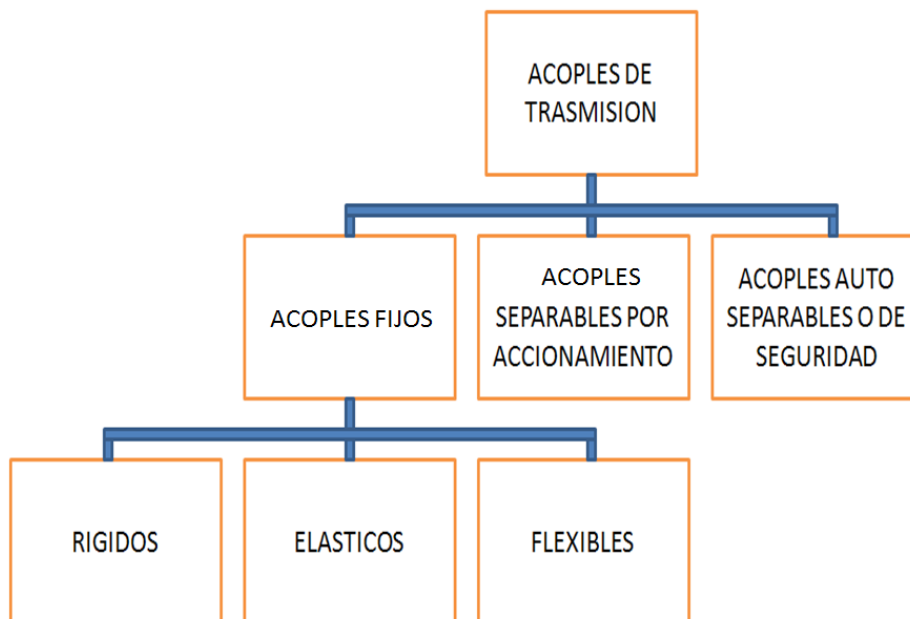 ACOPLES DE
TRASMISION
ACOPLES FIJOS
ACOPLES
SEPARABLES POR
ACCIONAMIENTO
ACOPLES AUTO
SEPARABLES O DE
SEGURIDAD
RIGIDOS
ELASTICOS
FLEXIBLES